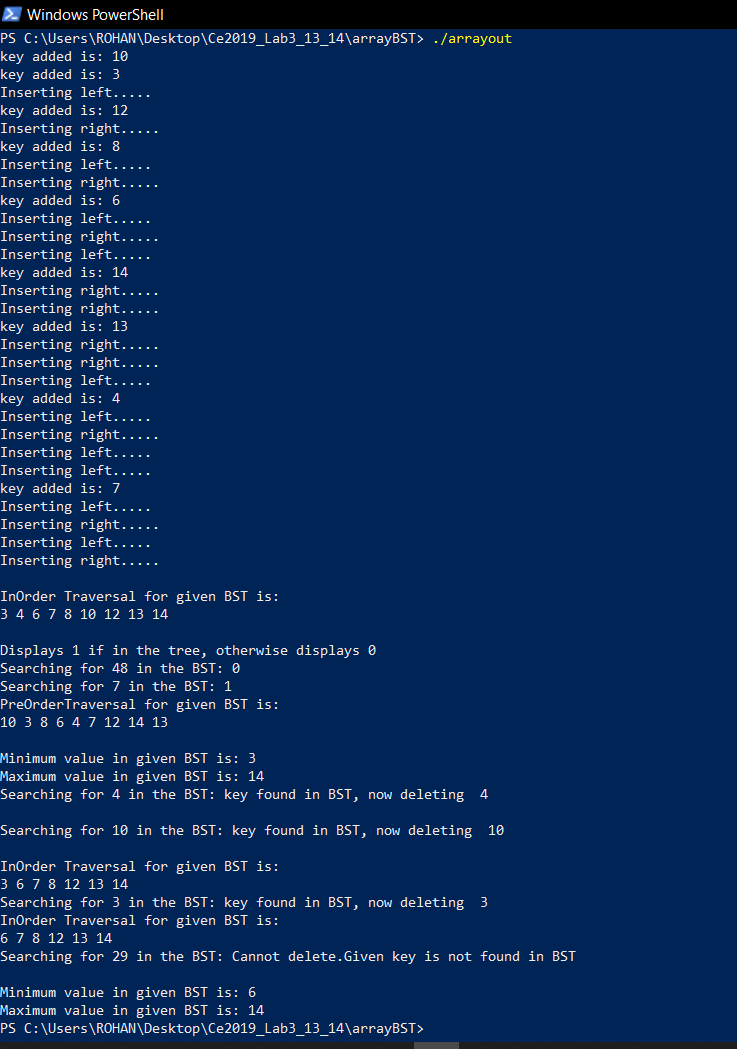 Windows PowerShell
PS C:\Users\ROHAN\Desktop\Ce2019_Lab3_13_14\arrayBST> ./arrayout
key added is: 10
key added is: 3
Inserting left.....
key added is: 12
Inserting right.....
key added is: 8
Inserting left.....
Inserting right.....
key added is: 6
Inserting left.....
Inserting right.....
Inserting left.....
key added is: 14
Inserting right.....
Inserting right.....
key added is: 13
Inserting right.....
Inserting right.....
Inserting left.....
key added is: 4
Inserting left.....
Inserting right.....
Inserting left.....
Inserting left.....
key added is: 7
Inserting left.....
Inserting right.....
Inserting left.....
Inserting right.....
InOrder Traversal for given BST is:
3 4 6 7 8 10 12 13 14
Displays 1 if in the tree, otherwise displays 0
Searching for 48 in the BST: 0
Searching for 7 in the BST: 1
PreOrderTraversal for given BST is:
10 3 8 6 4 7 12 14 13
Minimum value in given BST is: 3
Maximum value in given BST is: 14
Searching for 4 in the BST: key found in BST, now deleting  4
Searching for 10 in the BST: key found in BST, now deleting  10
InOrder Traversal for given BST is:
3 6 7 8 12 13 14
Searching for 3 in the BST: key found in BST, now deleting  3
InOrder Traversal for given BST is:
6 7 8 12 13 14
Searching for 29 in the BST: Cannot delete.Given key is not found in BST
Minimum value in given BST is: 6
Maximum value in given BST is: 14
PS C:\Users\ROHAN\Desktop\Ce2019_Lab3_13_14\arrayBST>